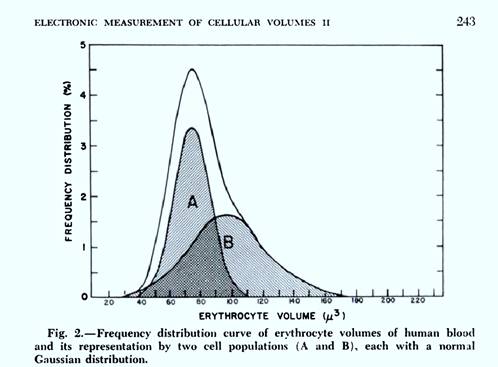 ELECTRONIC MEASUREMENT OF CELLULAR VOLUMES II 243
5
4
3
2
1
0
FREQUENCY DISTRIBUTION (%)
A
B
20 40 60 80 100 120 140 160 180 200 220
ERYTHROCYTE VOLUME (μ³)
Fig. 2.—Frequency distribution curve of erythrocyte volumes of human blood
and its representation by two cell populations (A and B), each with a normal
Gaussian distribution.